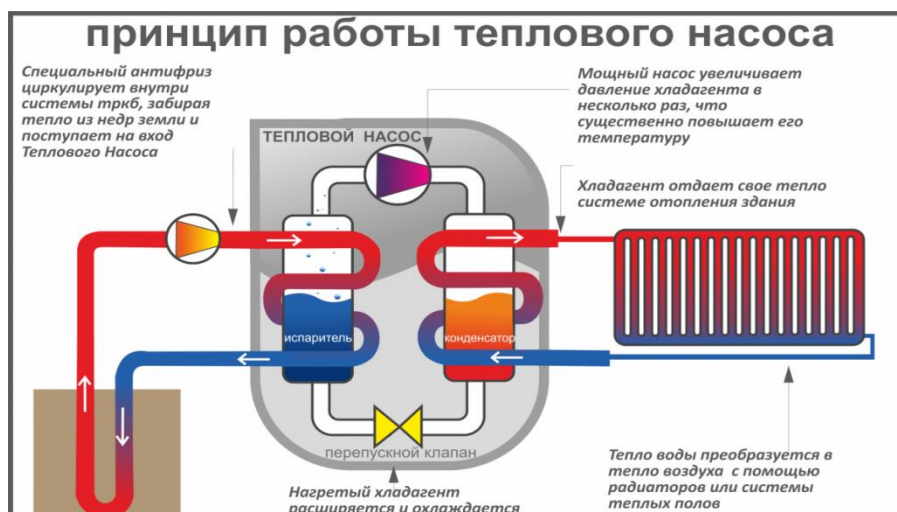 принцип работы теплового насоса
Специальный антифриз
циркулирует внутри
системы тркб, забирая
тепло из недр земли и
поступает на вход
Теплового Насоса
ТЕПЛОВОЙ НАСОС
Мощный насос увеличивает
давление хладагента в
несколько раз, что
существенно повышает его
температуру
Хладагент отдает свое тепло
системе отопления здания
испаритель
конденсатор
перепускной клапан
Нагретый хладагент
расширяется и охлаждается
Тепло воды преобразуется в
тепло воздуха с помощью
радиаторов или системы
теплых полов